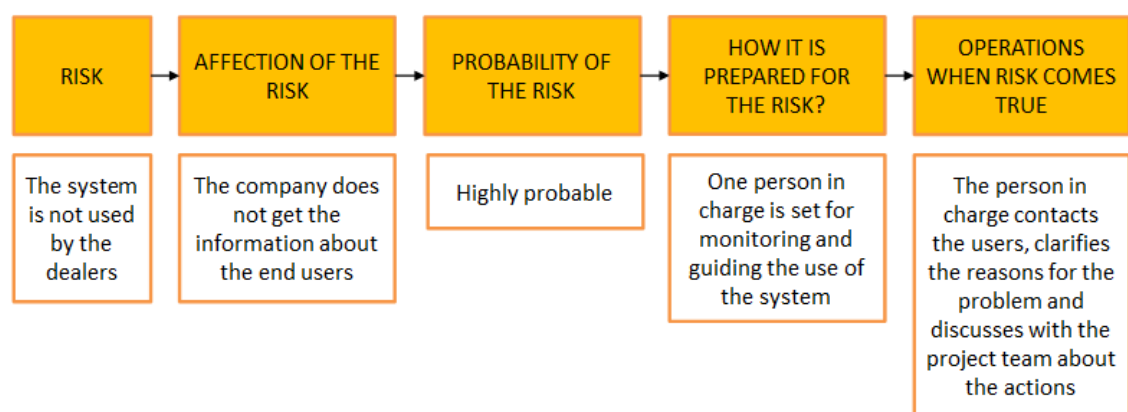 RISK
AFFECTION OF THE
RISK
PROBABILITY OF
THE RISK
HOW IT IS
PREPARED FOR
THE RISK?
OPERATIONS
WHEN RISK COMES
TRUE
The system
is not used
by the
dealers
The company does
not get the
information about
the end users
Highly probable
One person in
charge is set for
monitoring and
guiding the use of
the system
The person in
charge contacts
the users, clarifies
the reasons for the
problem and
discusses with the
project team about
the actions